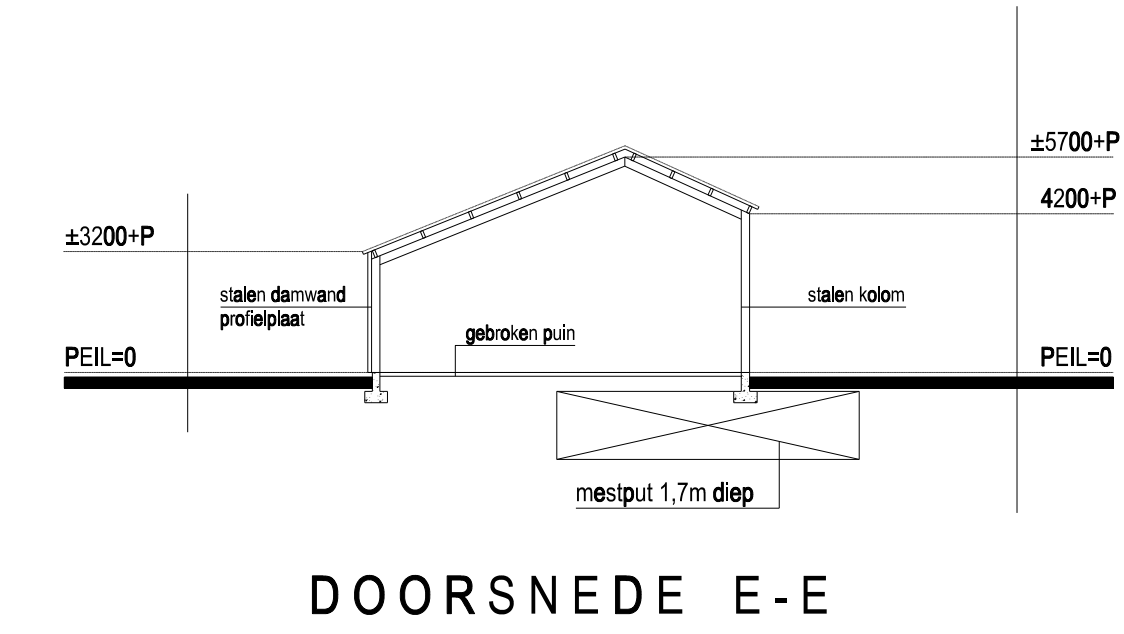 ±5700+P
4200+P
±3200+P
stalen damwand
profielplaat
stalen kolom
gebroken puin
PEIL=0
PEIL=0
mestput 1,7m diep
DOORSNEDE E-E